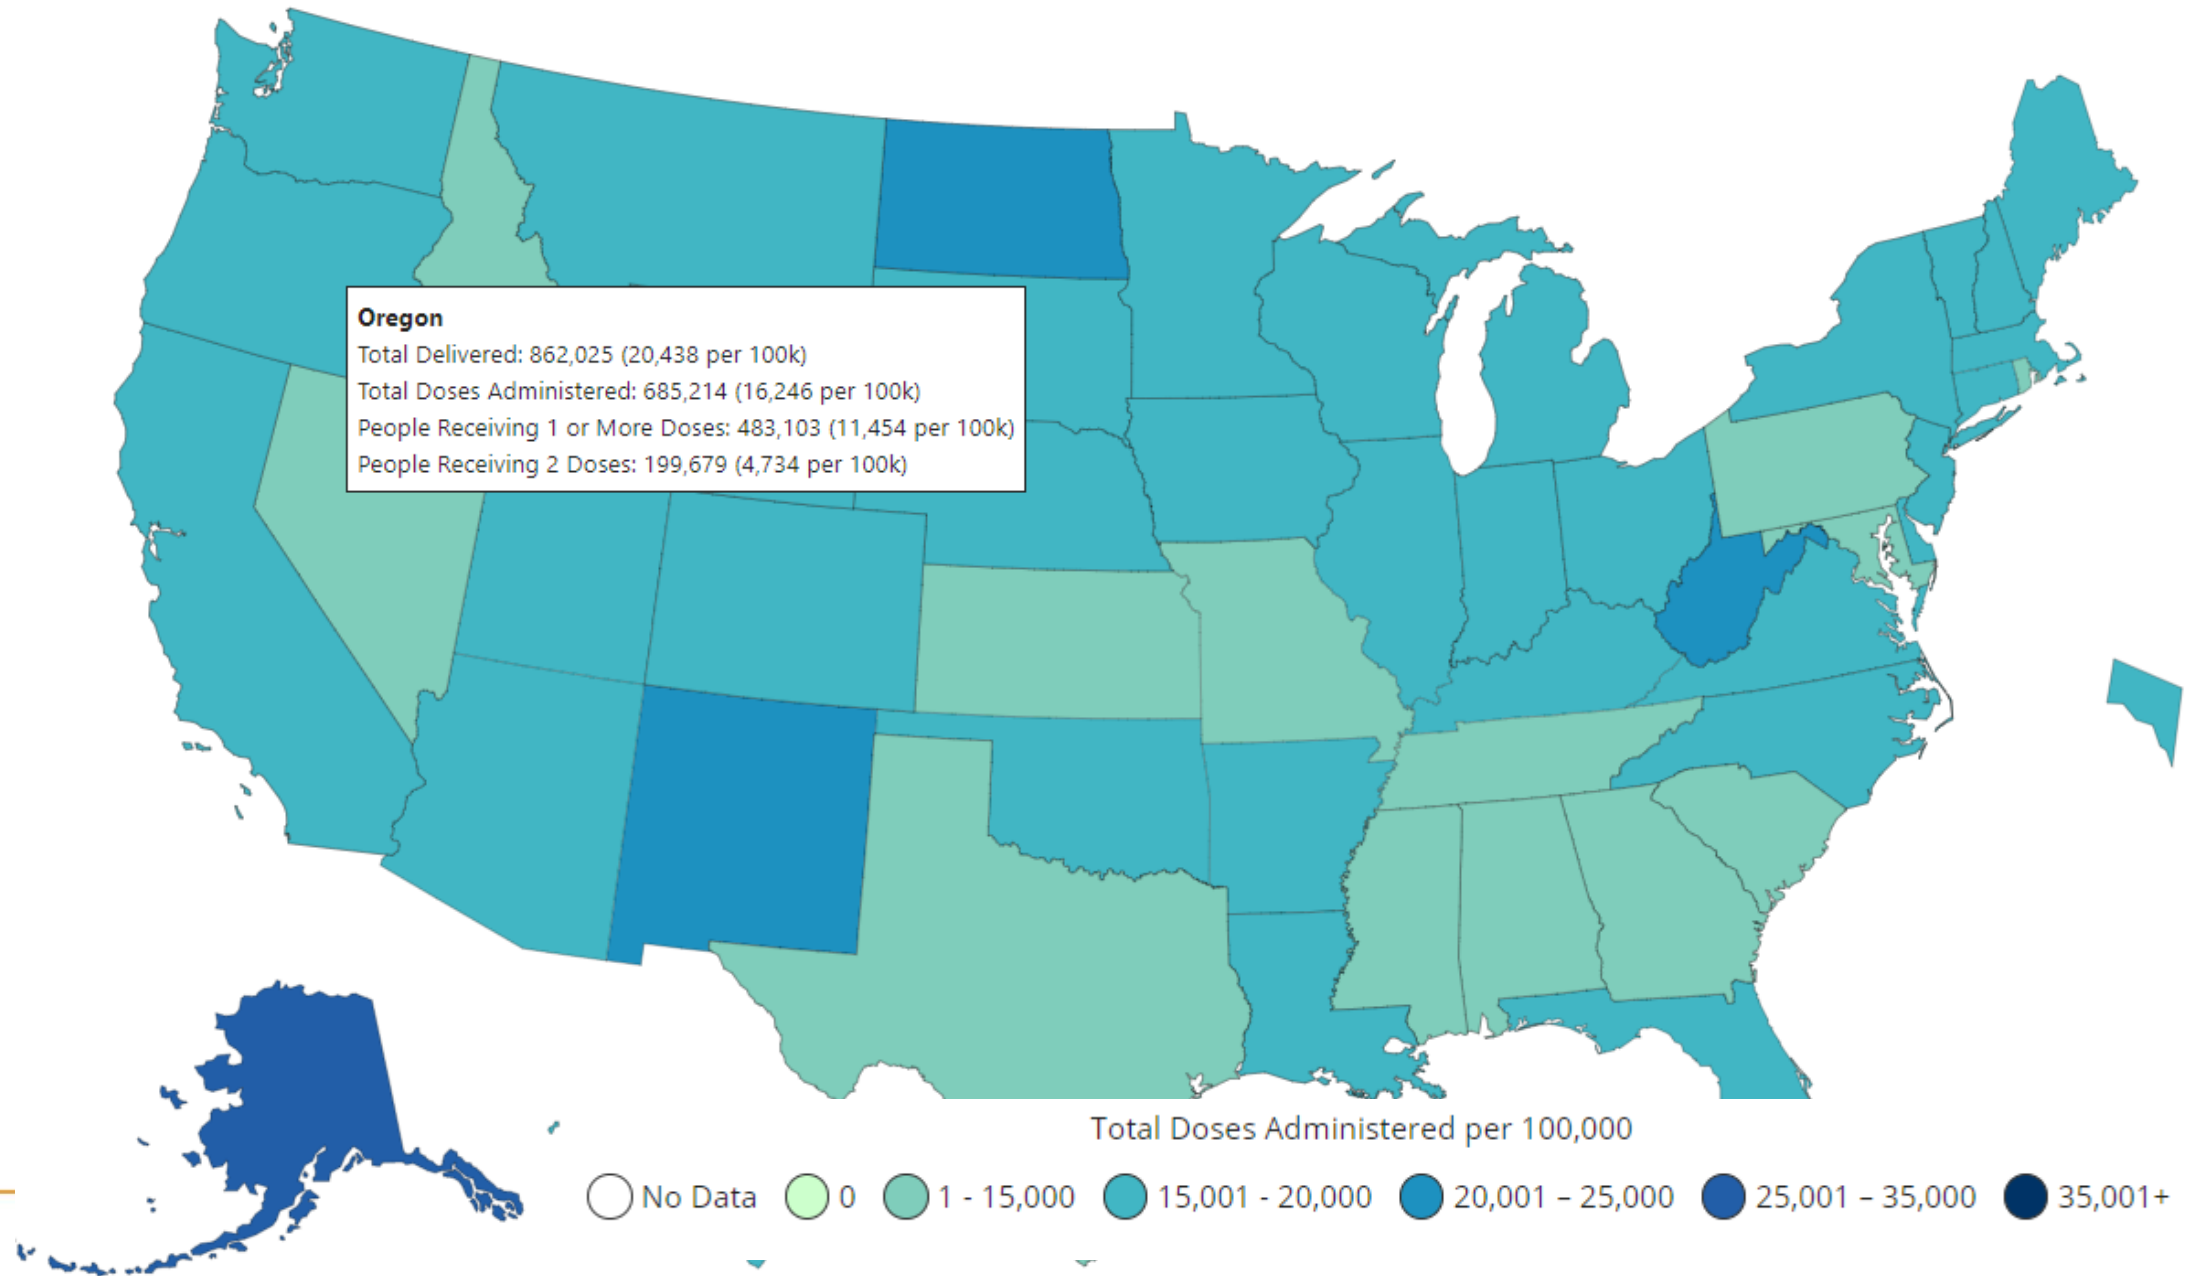 Oregon
Total Delivered: 862,025 (20,438 per 100k)
Total Doses Administered: 685,214 (16,246 per 100k)
People Receiving 1 or More Doses: 483,103 (11,454 per 100k)
People Receiving 2 Doses: 199,679 (4,734 per 100k)
Total Doses Administered per 100,000
No Data 0 1 - 15,000 15,001 - 20,000 20,001 – 25,000 25,001 – 35,000 35,001+